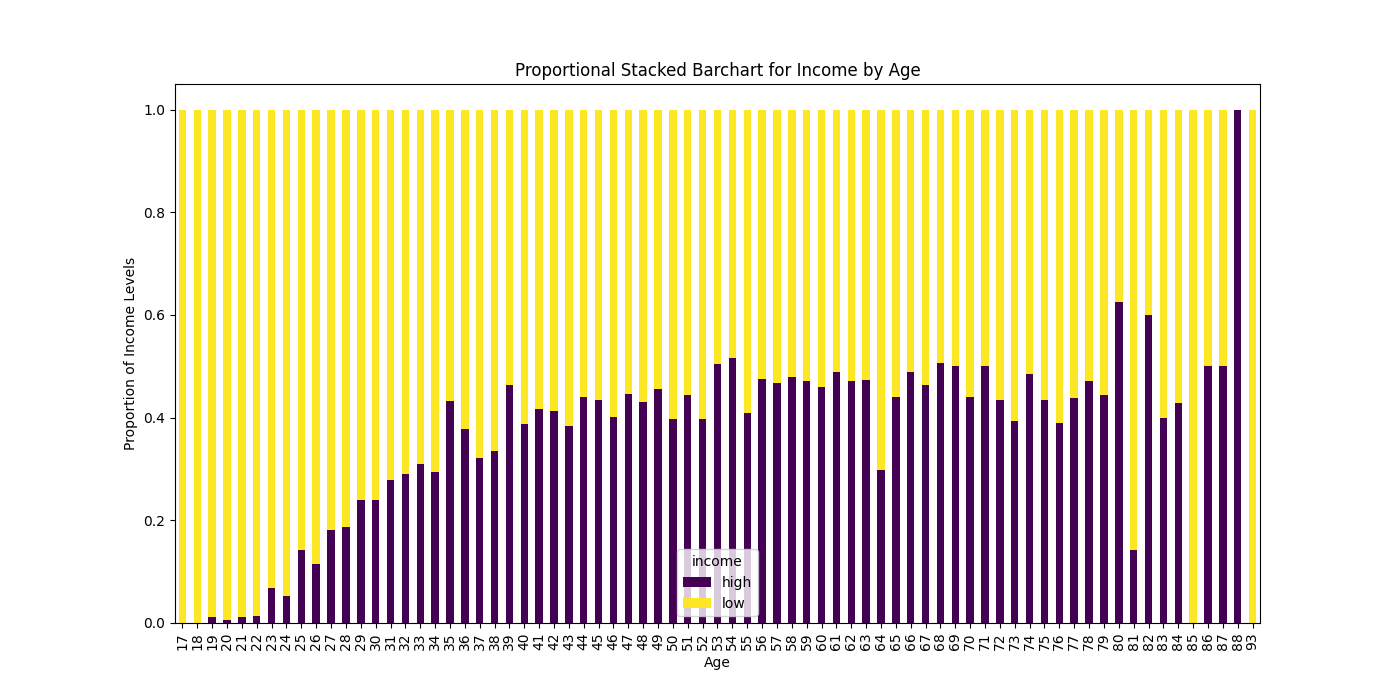 Proportional Stacked Barchart for Income by Age
Proportion of Income Levels
1.0
0.8
0.6
0.4
0.2
0.0
income
high
low
17 18 19 20 21 22 23 24 25 26 27 28 29 30 31 32 33 34 35 36 37 38 39 40 41 42 43 44 45 46 47 48 49 50 51 52 53 54 55 56 57 58 59 60 61 62 63 64 65 66 67 68 69 70 71 72 73 74 75 76 77 78 79 80 81 82 83 84 85 86 87 88 93
Age